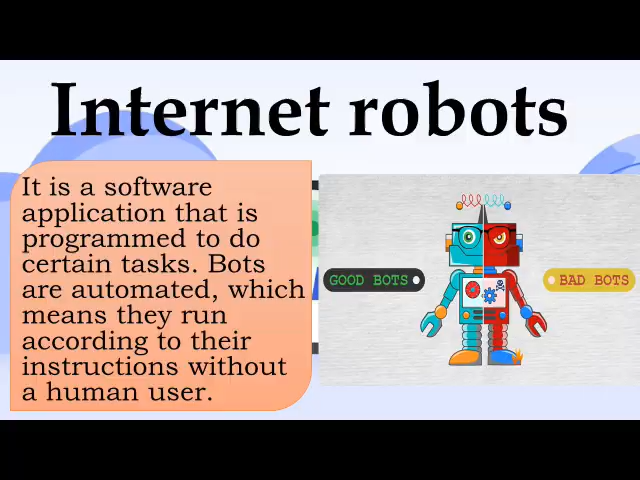 Internet robots
It is a software
application that is
programmed to do
certain tasks. Bots
are automated, which
means they run
according to their
instructions without
a human user.
GOOD BOTS
BAD BOTS